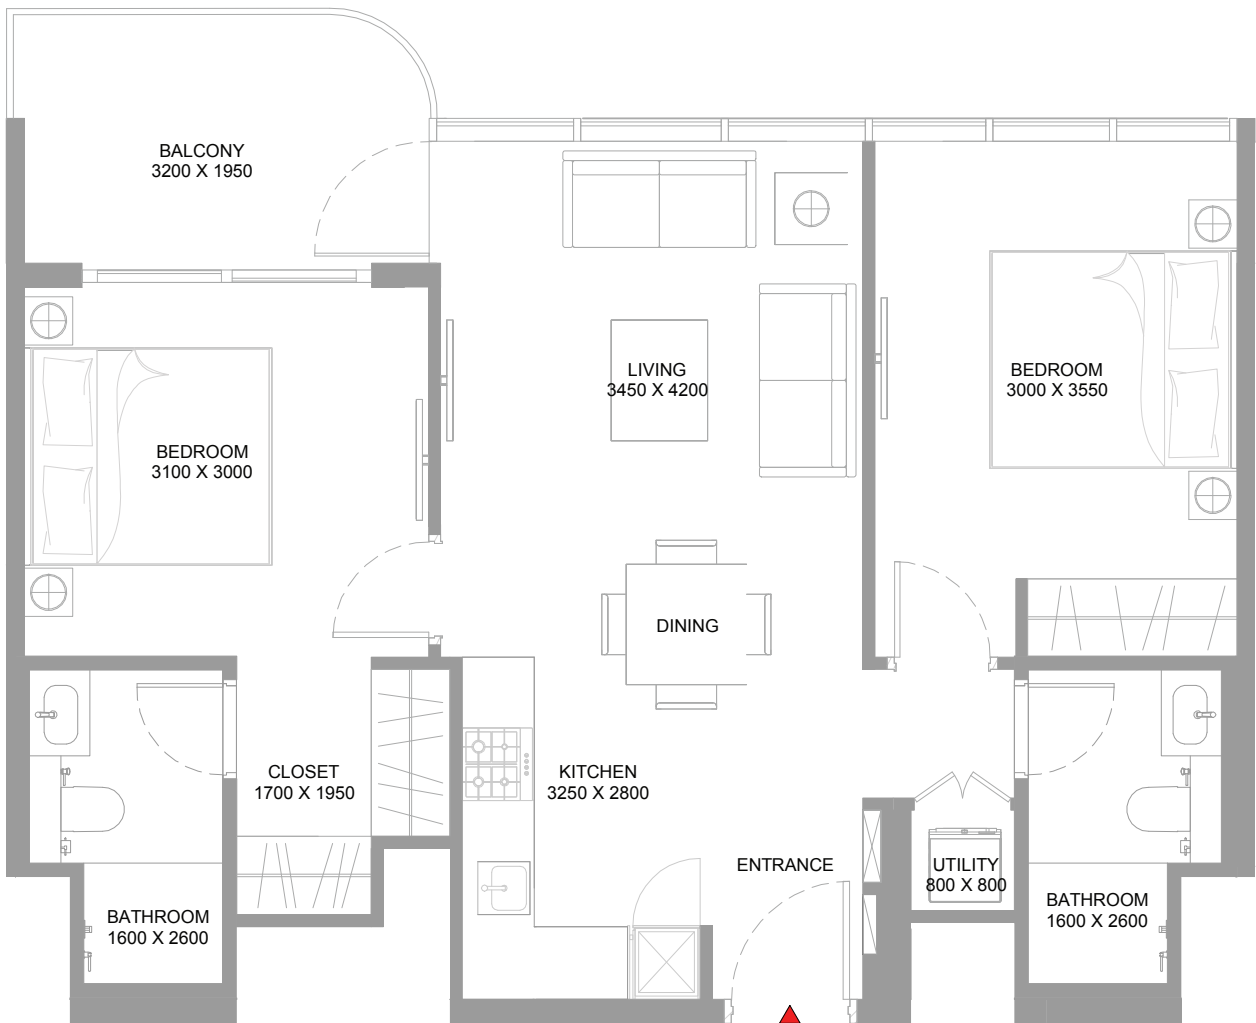 BALCONY
3200 X 1950
LIVING
3450 X 4200
BEDROOM
3000 X 3550
BEDROOM
3100 X 3000
DINING
CLOSET
1700 X 1950
KITCHEN
3250 X 2800
ENTRANCE
UTILITY
800 X 800
BATHROOM
1600 X 2600
BATHROOM
1600 X 2600